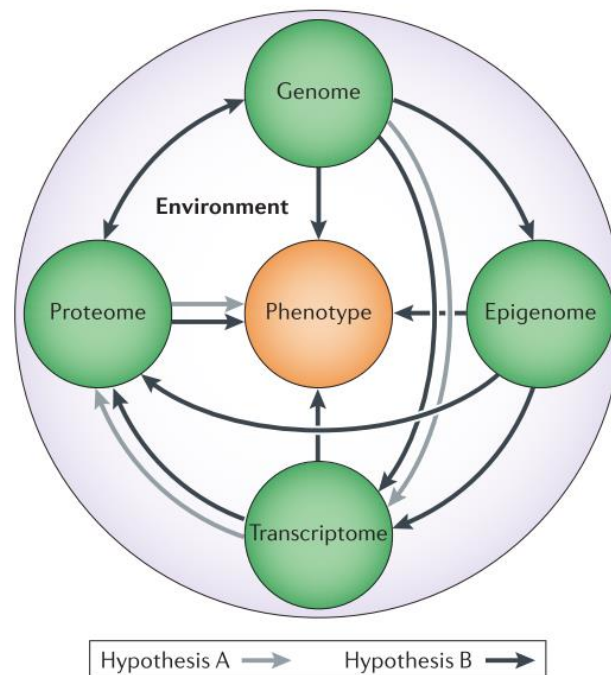 Genome
Environment
Proteome
Phenotype
Epigenome
Transcriptome
Hypothesis A
Hypothesis B